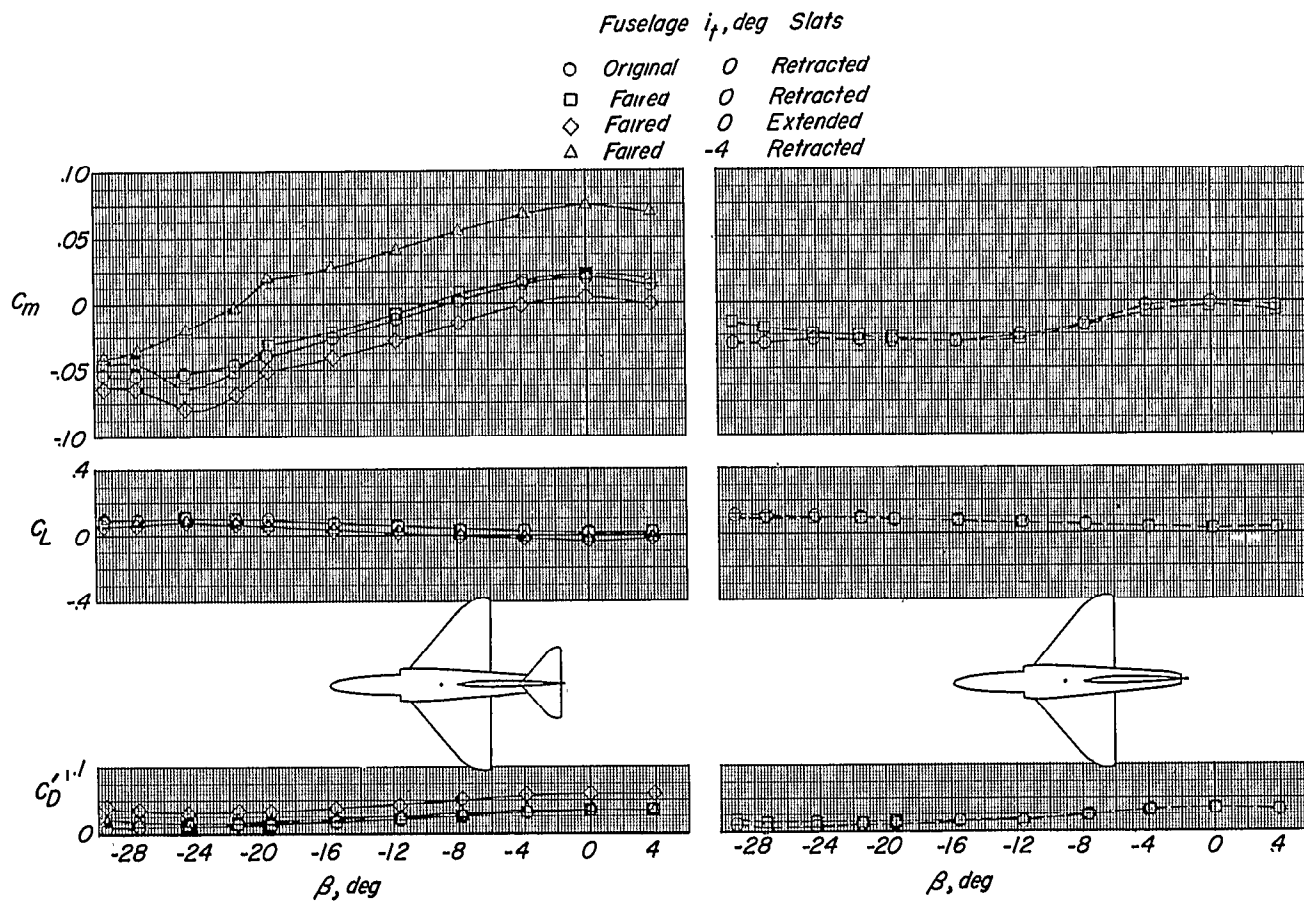 Fuselage i_t, deg Slats
Original 0 Retracted
Faired 0 Retracted
Faired 0 Extended
Faired -4 Retracted
.10
.05
C_m 0
-.05
-.10
.4
C_L 0
-.4
C_D' .1
0
-28 -24 -20 -16 -12 -8 -4 0 4
β, deg
-28 -24 -20 -16 -12 -8 -4 0 4
β, deg